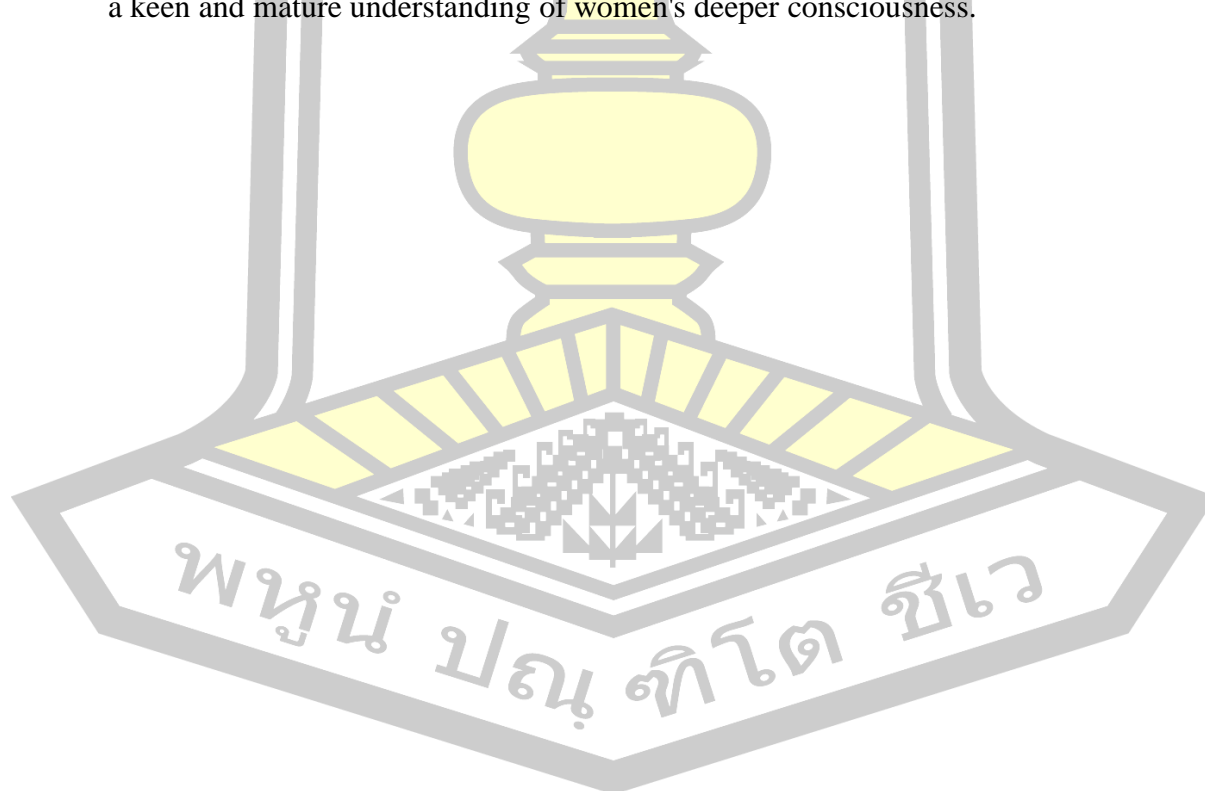 a keen and mature understanding of women's deeper consciousness.
พหูนํ ปณฺฑิโต ชีเว